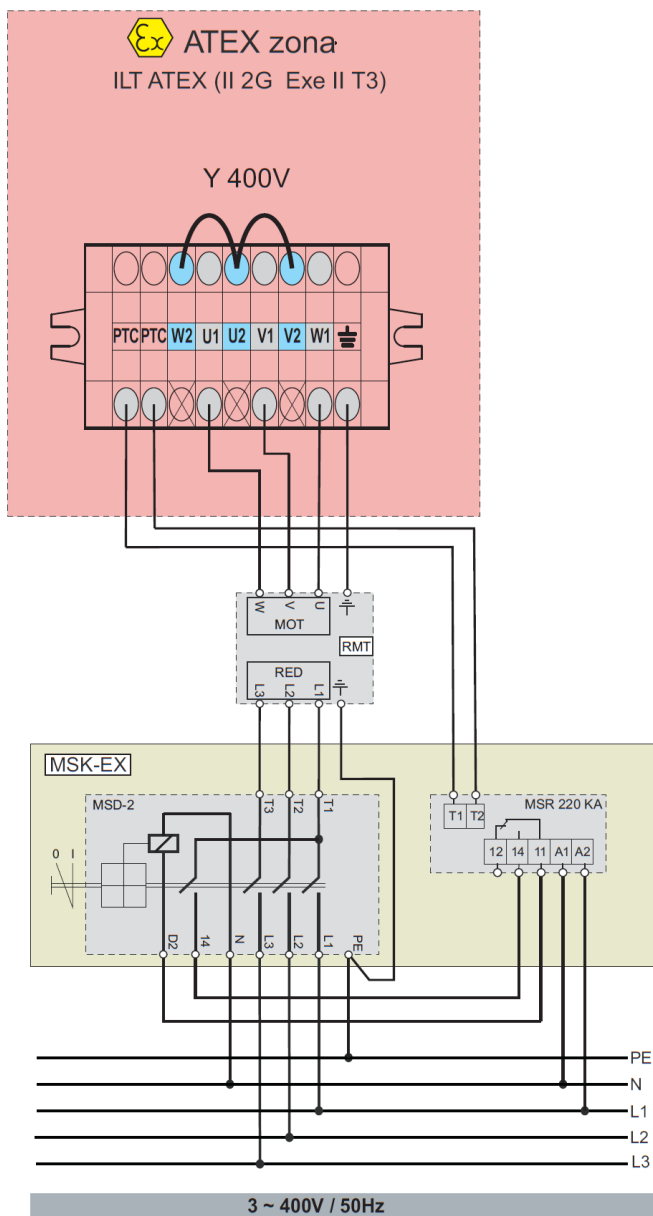 Ex ATEX zona
ILT ATEX (II 2G Exe II T3)
Y 400V
PTC PTC W2 U1 U2 V1 V2 W1
W V U
MOT
RMT
RED
L3 L2 L1
MSK-EX
MSD-2
T3 T2 T1
MSR 220 KA
T1 T2
0 I
12 14 11 A1 A2
D2 14 N L3 L2 L1 PE
PE
N
L1
L2
L3
3 ~ 400V / 50Hz